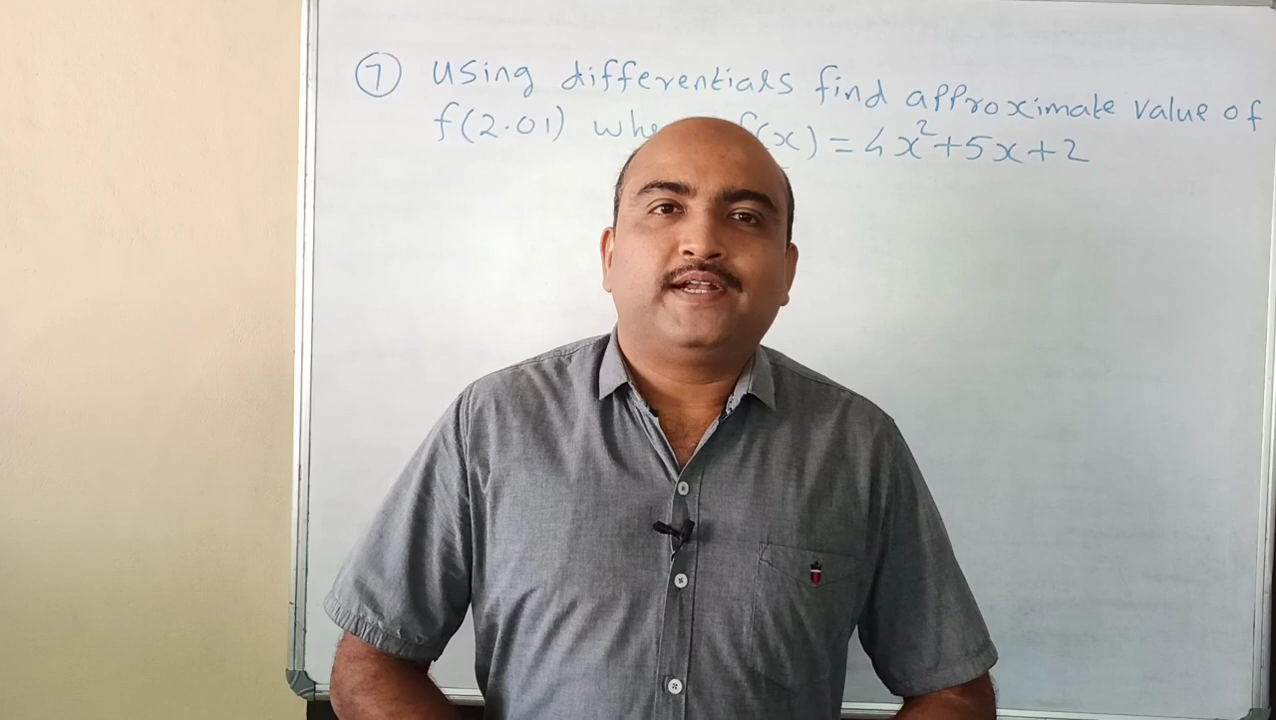 7 Using differentials find approximate value of
f(2.01) whe f(x) = 4x²+5x+2